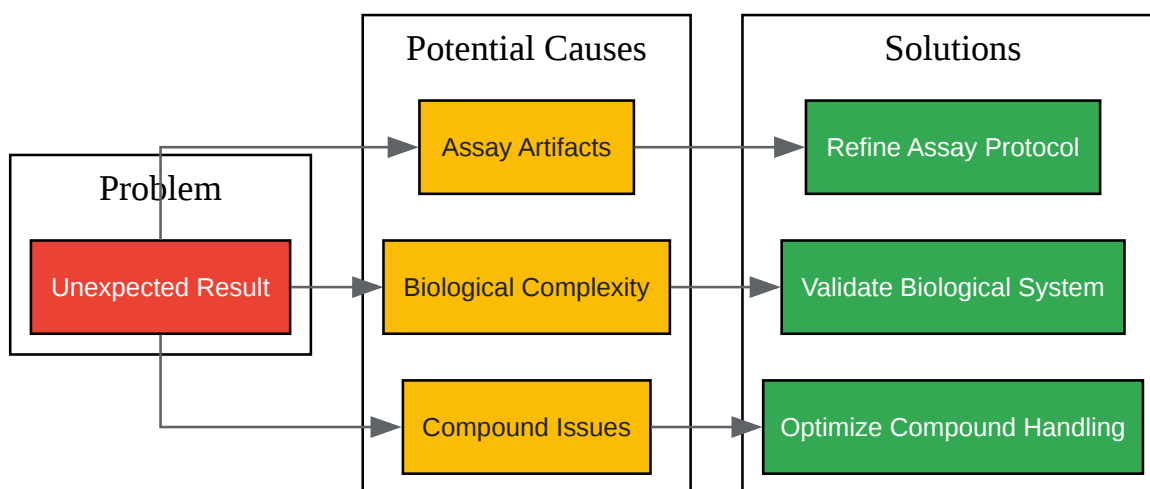 Potential Causes
Solutions
Assay Artifacts
Refine Assay Protocol
Problem
Unexpected Result
Biological Complexity
Validate Biological System
Compound Issues
Optimize Compound Handling